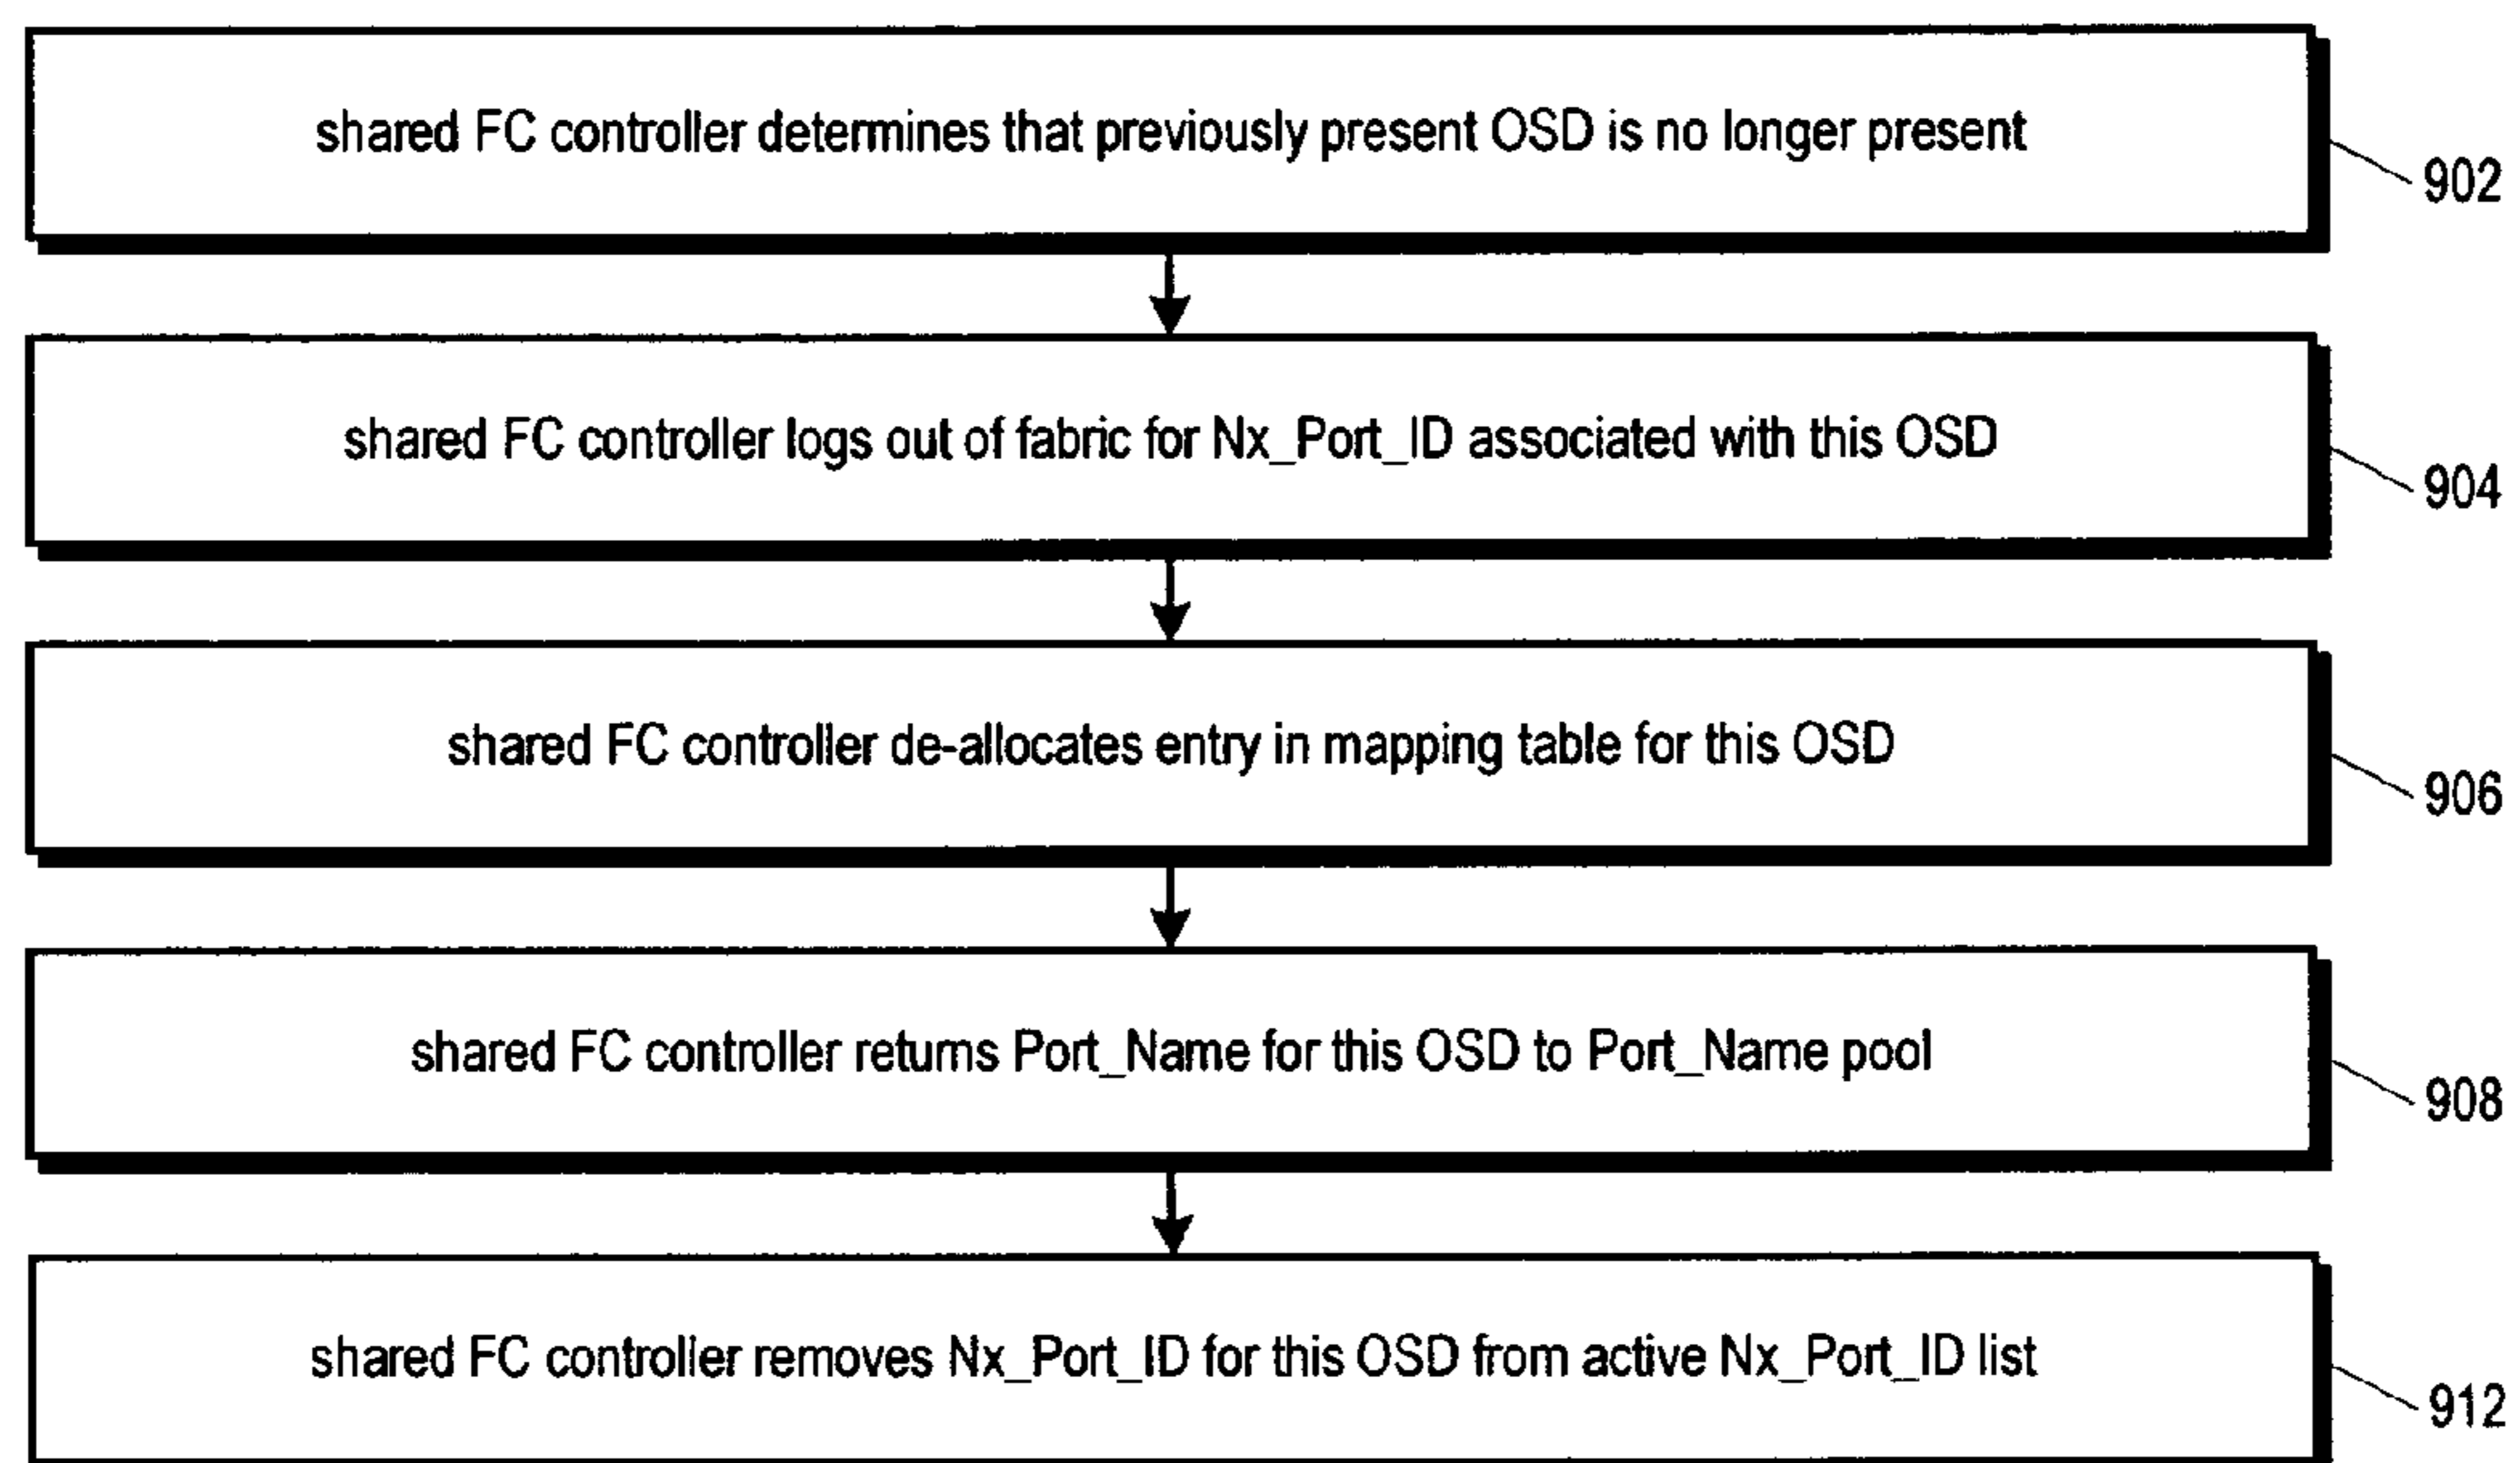 shared FC controller determines that previously present OSD is no longer present
902
shared FC controller logs out of fabric for Nx_Port_ID associated with this OSD
904
shared FC controller de-allocates entry in mapping table for this OSD
906
shared FC controller returns Port_Name for this OSD to Port_Name pool
908
shared FC controller removes Nx_Port_ID for this OSD from active Nx_Port_ID list
912